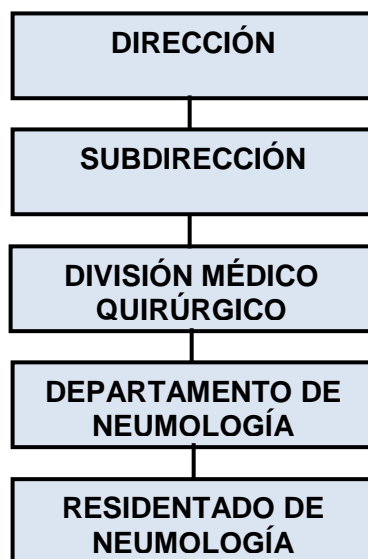 DIRECCIÓN
SUBDIRECCIÓN
DIVISIÓN MÉDICO
QUIRÚRGICO
DEPARTAMENTO DE
NEUMOLOGÍA
RESIDENTADO DE
NEUMOLOGÍA